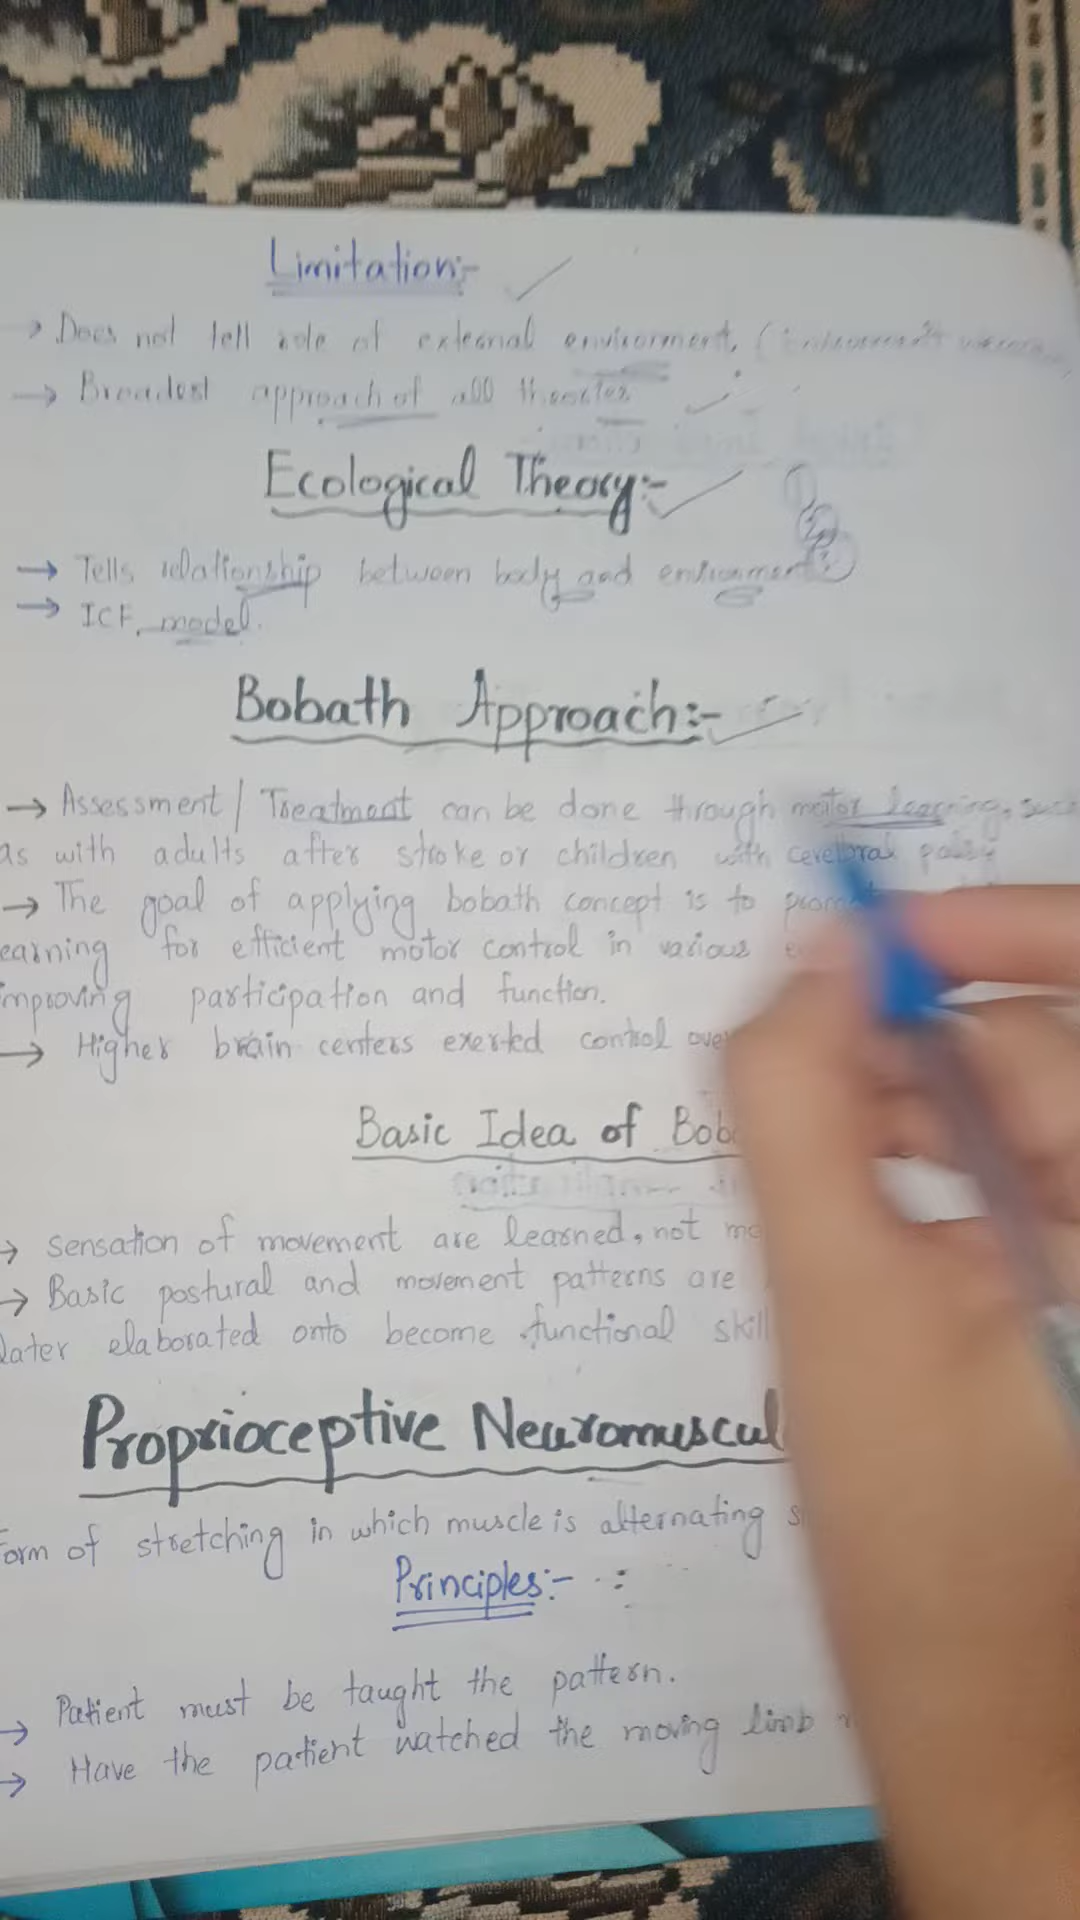 Limitation:-
→ Does not tell role of external environment. (
→ Broadest approach of all theories
Ecological Theory:-
→ Tells relationship between body and environment.
→ ICF model.
Bobath Approach:-
→ Assessment / Treatment can be done through motor learning, such
as with adults after stroke or children with cerebral palsy
→ The goal of applying bobath concept is to
earning for efficient motor control in various
improving participation and function.
→ Higher brain centers exerted control over
Basic Idea of Bob
→ Sensation of movement are learned, not
→ Basic postural and movement patterns are
later elaborated onto become functional skill
Proprioceptive Neuromuscul
Form of stretching in which muscle is alternating
Principles:-
→ Patient must be taught the pattern.
→ Have the patient watched the moving limb